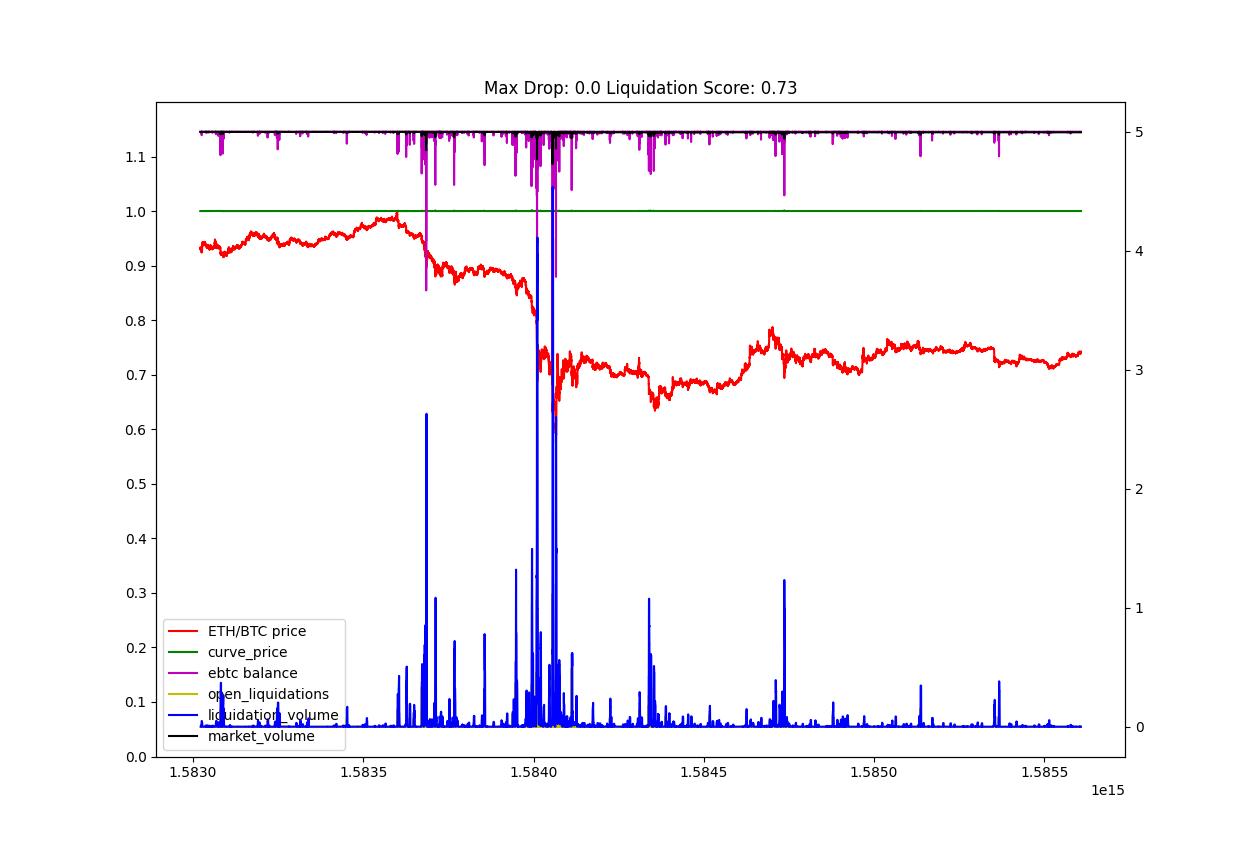 Max Drop: 0.0 Liquidation Score: 0.73
1.1
1.0
0.9
0.8
0.7
0.6
0.5
0.4
0.3
0.2
0.1
0.0
5
4
3
2
1
0
ETH/BTC price
curve_price
ebtc balance
open_liquidations
liquidation_volume
market_volume
1.5830 1.5835 1.5840 1.5845 1.5850 1.5855
1e15